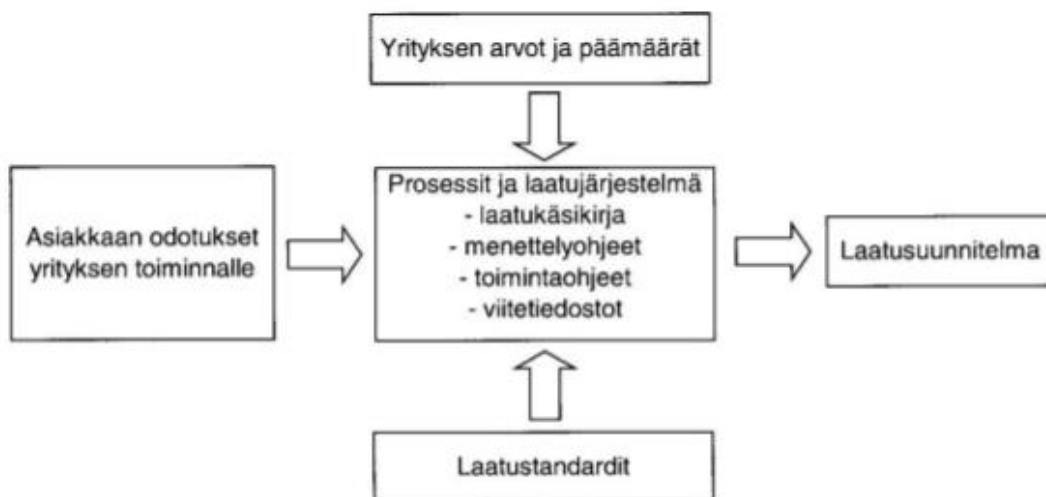 Yrityksen arvot ja päämäärät
Asiakkaan odotukset
yrityksen toiminnalle
Prosessit ja laatujärjestelmä
- laatukäsikirja
- menettelyohjeet
- toimintaohjeet
- viitetiedostot
Laatusuunnitelma
Laatustandardit